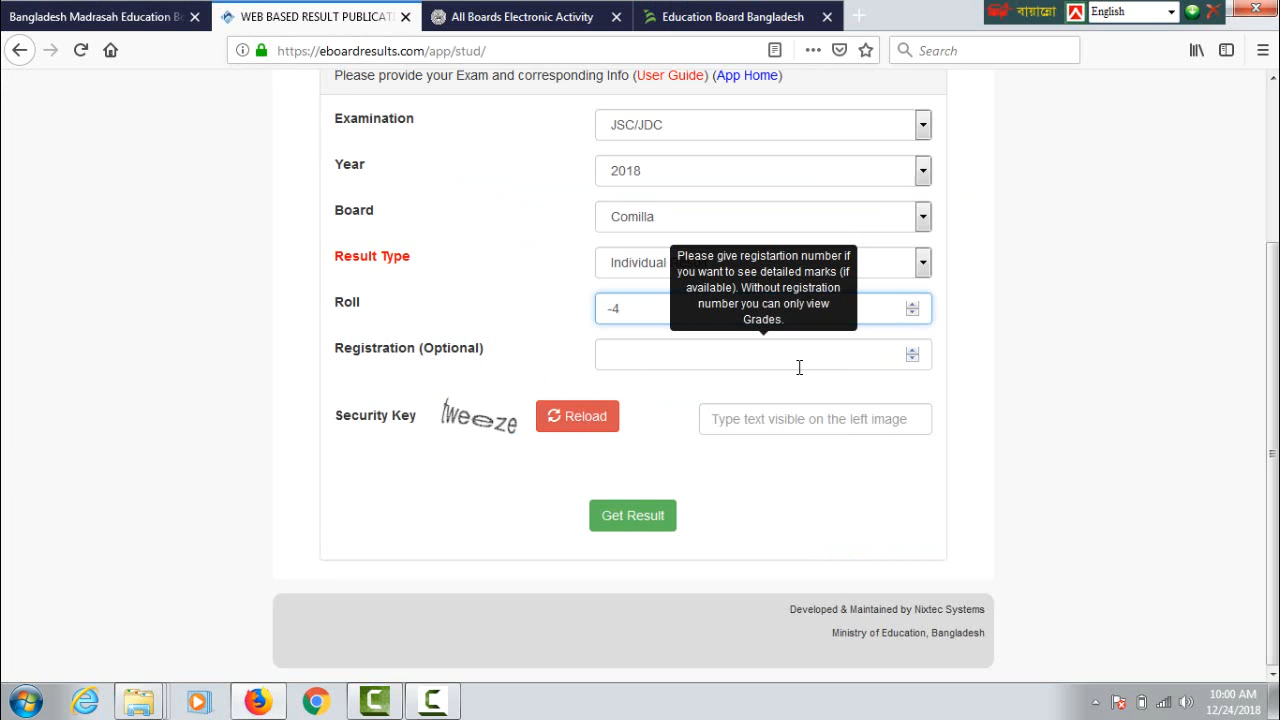 Bangladesh Madrasah Education B
WEB BASED RESULT PUBLICATI
All Boards Electronic Activity
Education Board Bangladesh
বায়ান্নো
English
https://eboardresults.com/app/stud/
Search
Please provide your Exam and corresponding Info (User Guide) (App Home)
Examination
JSC/JDC
Year
2018
Board
Comilla
Result Type
Individual
Please give registartion number if
you want to see detailed marks (if
available). Without registration
number you can only view
Grades.
Roll
-4
Registration (Optional)
Security Key
tweeze
Reload
Type text visible on the left image
Get Result
Developed & Maintained by Nixtec Systems
Ministry of Education, Bangladesh
10:00 AM
12/24/2018